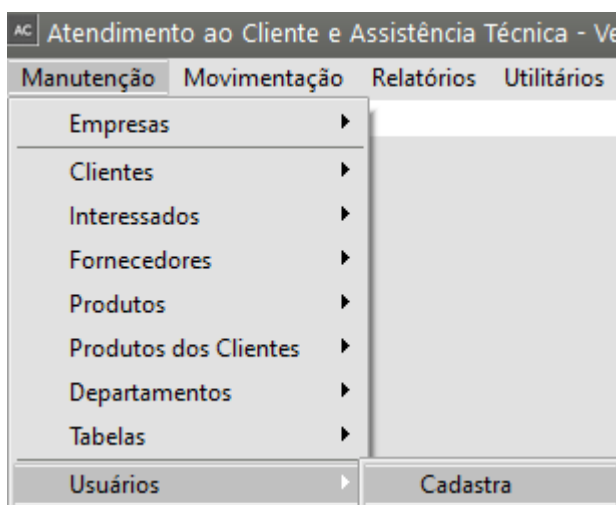 AC Atendimento ao Cliente e Assistência Técnica - Ve
Manutenção Movimentação Relatórios Utilitários
Empresas
Clientes
Interessados
Fornecedores
Produtos
Produtos dos Clientes
Departamentos
Tabelas
Usuários Cadastra